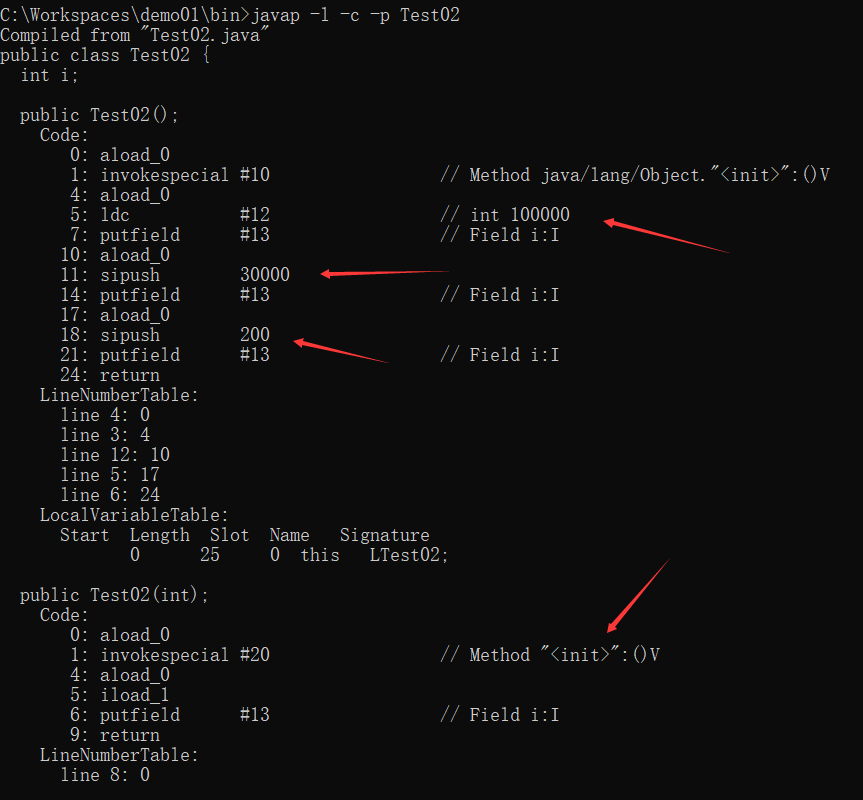 C:\Workspaces\demo01\bin>javap -l -c -p Test02
Compiled from "Test02.java"
public class Test02 {
  int i;

  public Test02();
    Code:
       0: aload_0
       1: invokespecial #10                 // Method java/lang/Object."<init>":()V
       4: aload_0
       5: ldc           #12                 // int 100000
       7: putfield      #13                 // Field i:I
      10: aload_0
      11: sipush        30000
      14: putfield      #13                 // Field i:I
      17: aload_0
      18: sipush        200
      21: putfield      #13                 // Field i:I
      24: return
    LineNumberTable:
      line 4: 0
      line 3: 4
      line 12: 10
      line 5: 17
      line 6: 24
    LocalVariableTable:
      Start  Length  Slot  Name   Signature
             0      25     0  this   LTest02;

  public Test02(int);
    Code:
       0: aload_0
       1: invokespecial #20                 // Method "<init>":()V
       4: aload_0
       5: iload_1
       6: putfield      #13                 // Field i:I
       9: return
    LineNumberTable:
      line 8: 0